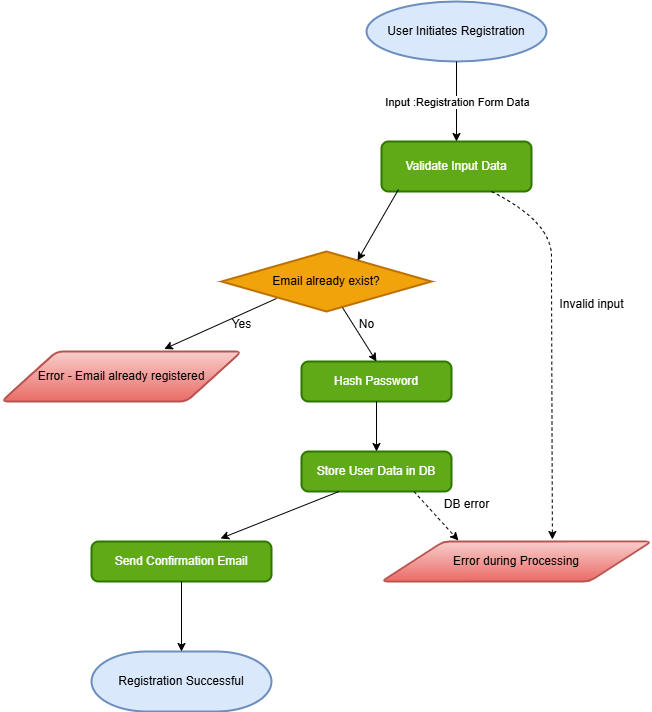 User Initiates Registration
Input :Registration Form Data
Validate Input Data
Email already exist?
Invalid input
Yes
No
Error - Email already registered
Hash Password
Store User Data in DB
DB error
Send Confirmation Email
Error during Processing
Registration Successful